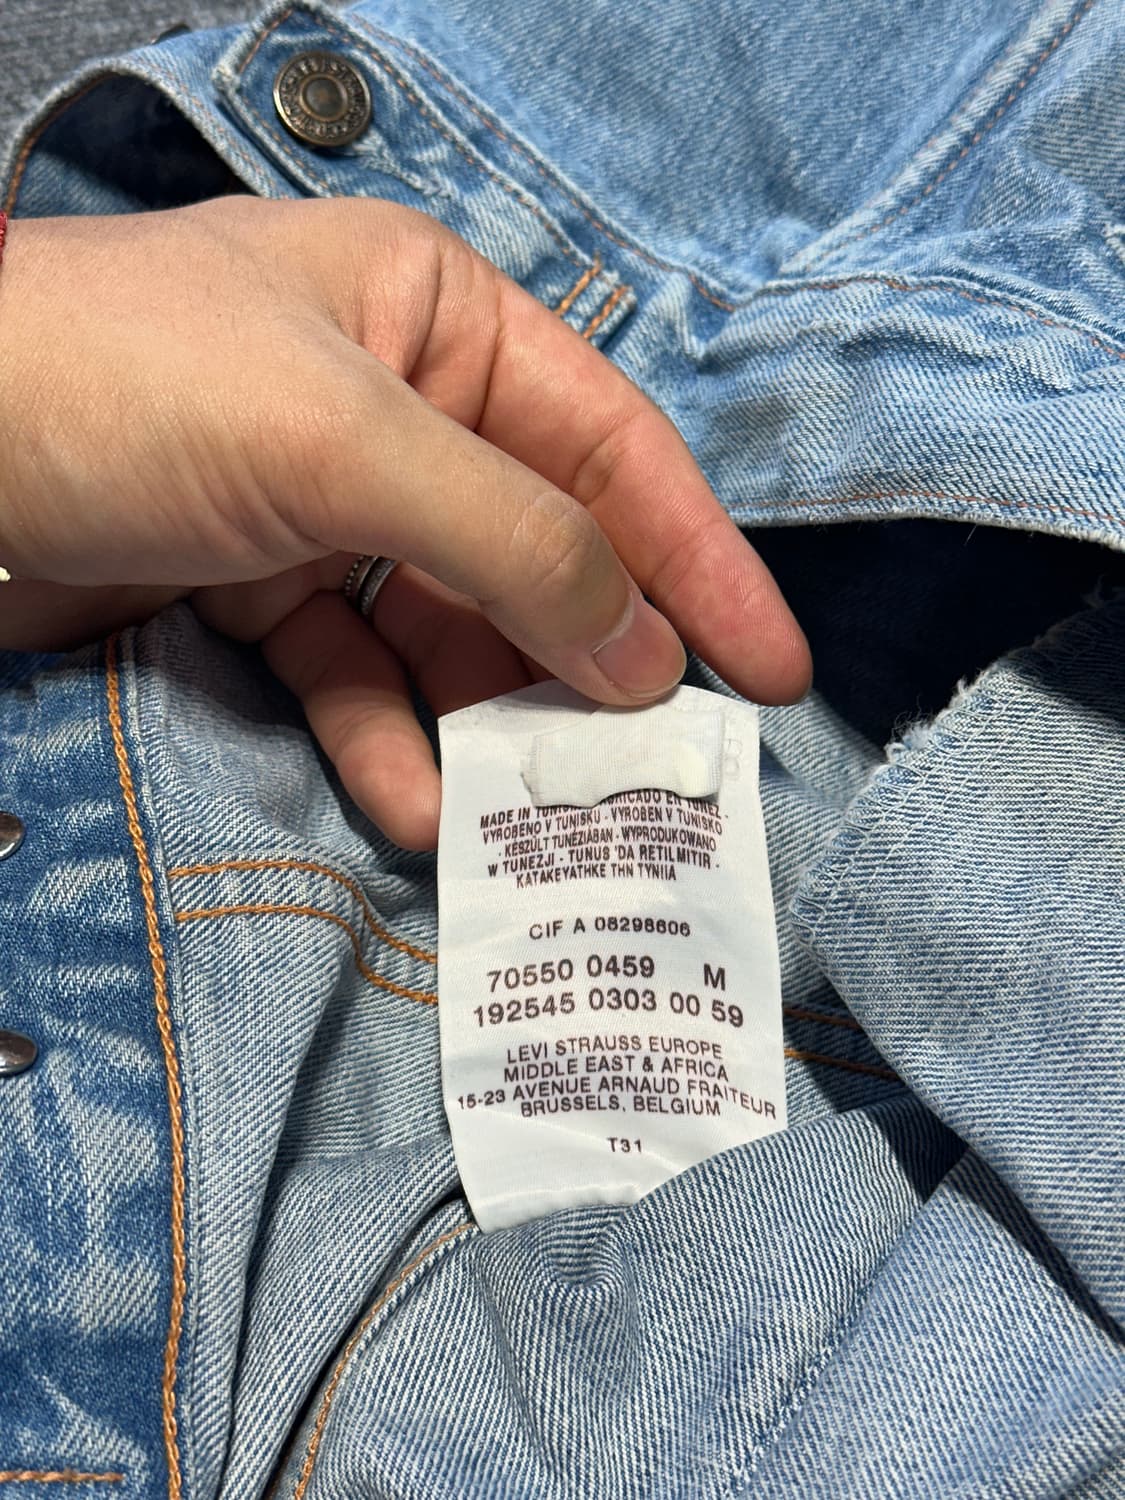 MADE IN TUNISIA FABRICADO EN TUNEZ -
VYROBENO V TUNISKU - VYROBEN V TUNISKO
- KESZÜLT TUNÉZIÁBAN - WYPRODUKOWANO
W TUNEZJI - TUNUS 'DA RETILMITIR -
KATAKEYATHKE THN TYNIIA
CIF A 08298606
70550 0459 M
192545 0303 00 59
LEVI STRAUSS EUROPE
MIDDLE EAST & AFRICA
15-23 AVENUE ARNAUD FRAITEUR
BRUSSELS, BELGIUM
T31